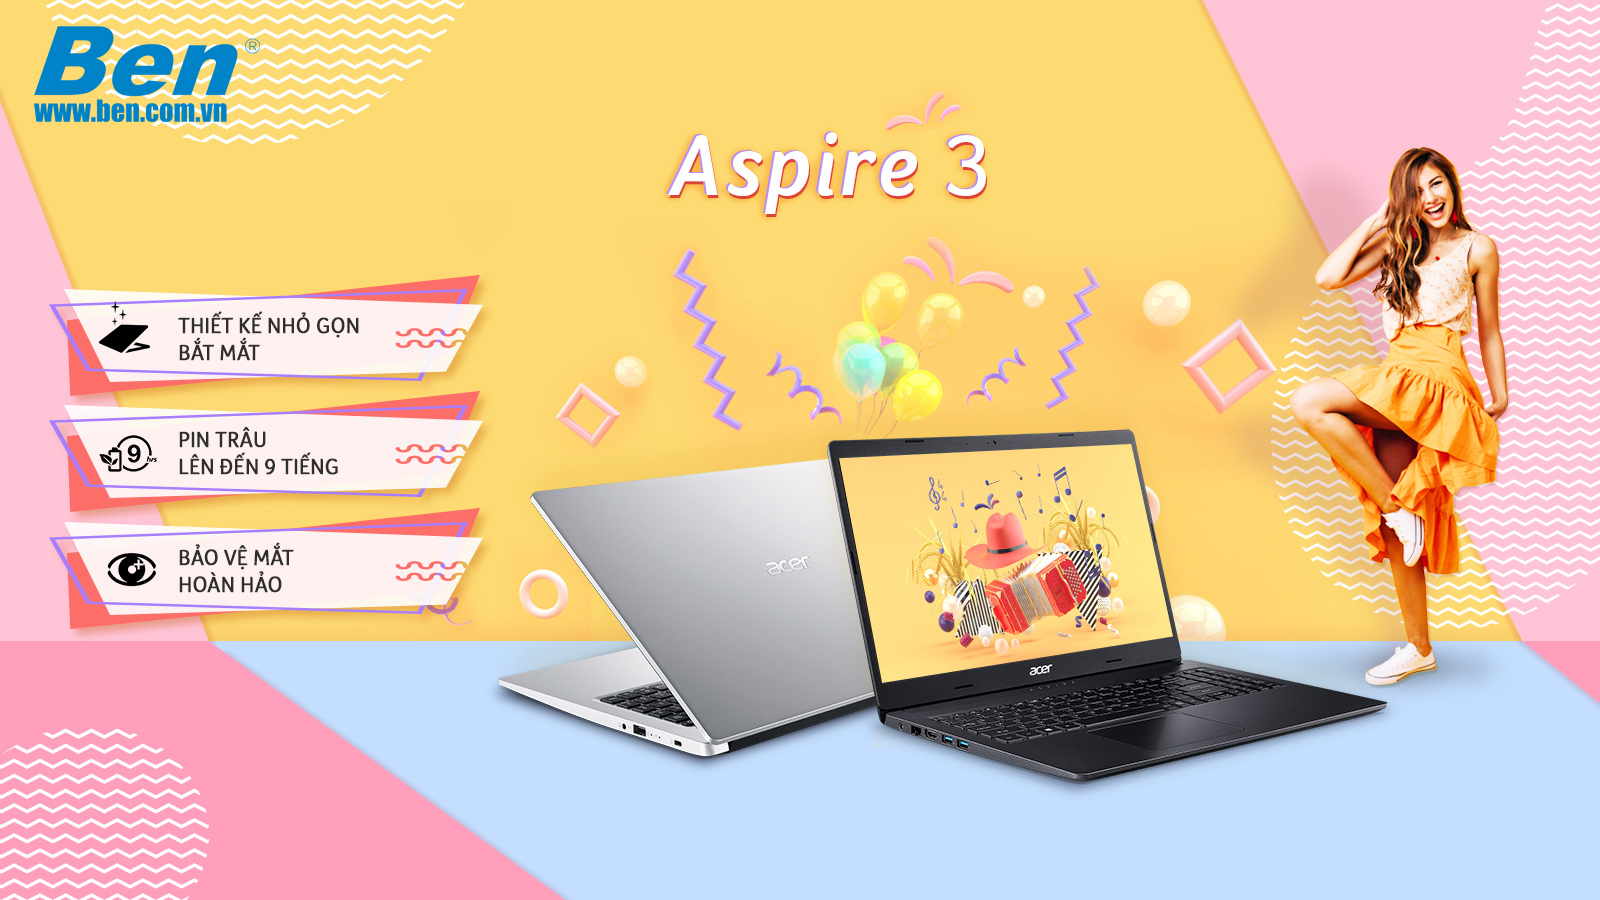 Ben®
www.ben.com.vn
Aspire 3
THIẾT KẾ NHỎ GỌN
BẮT MẮT
9
hrs
PIN TRÂU
LÊN ĐẾN 9 TIẾNG
BẢO VỆ MẮT
HOÀN HẢO
acer
acer